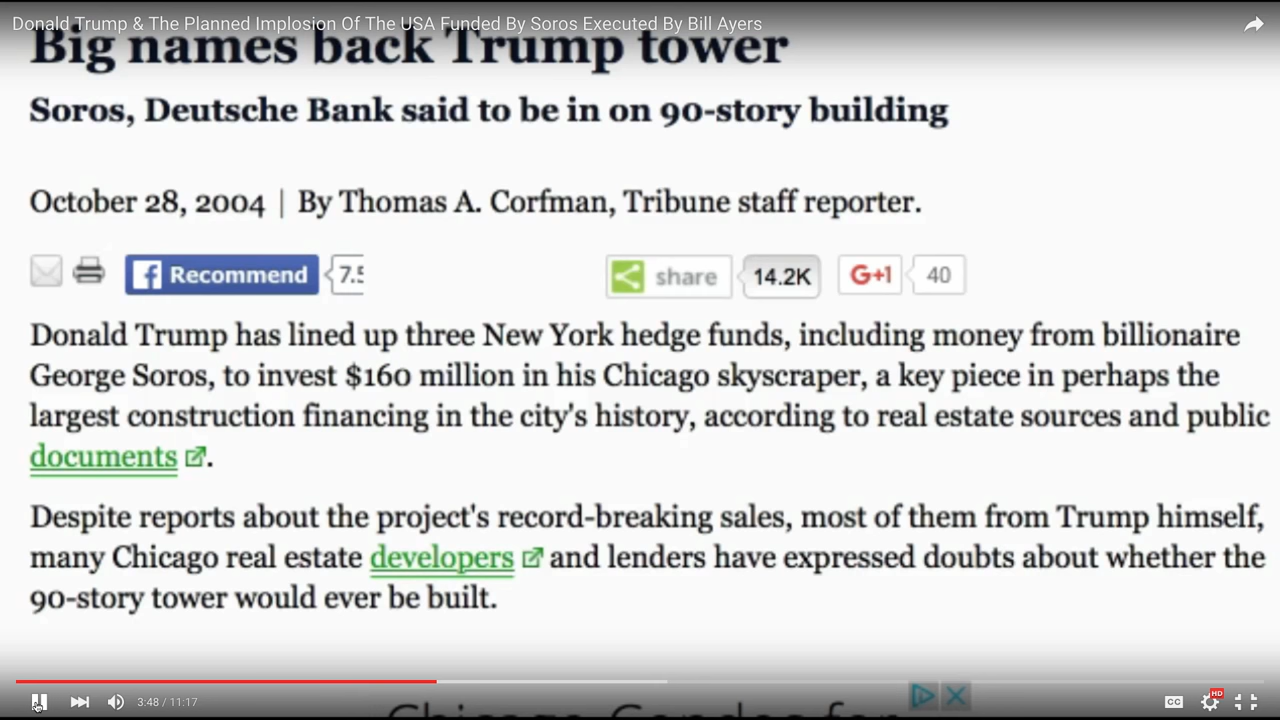 Donald Trump & The Planned Implosion Of The USA Funded By Soros Executed By Bill Ayers
Big names back Trump tower
Soros, Deutsche Bank said to be in on 90-story building
October 28, 2004 | By Thomas A. Corfman, Tribune staff reporter.
Recommend 7.5 share 14.2K G+1 40
Donald Trump has lined up three New York hedge funds, including money from billionaire
George Soros, to invest $160 million in his Chicago skyscraper, a key piece in perhaps the
largest construction financing in the city's history, according to real estate sources and public
documents.
Despite reports about the project's record-breaking sales, most of them from Trump himself,
many Chicago real estate developers and lenders have expressed doubts about whether the
90-story tower would ever be built.
3:48 / 11:17 CC HD